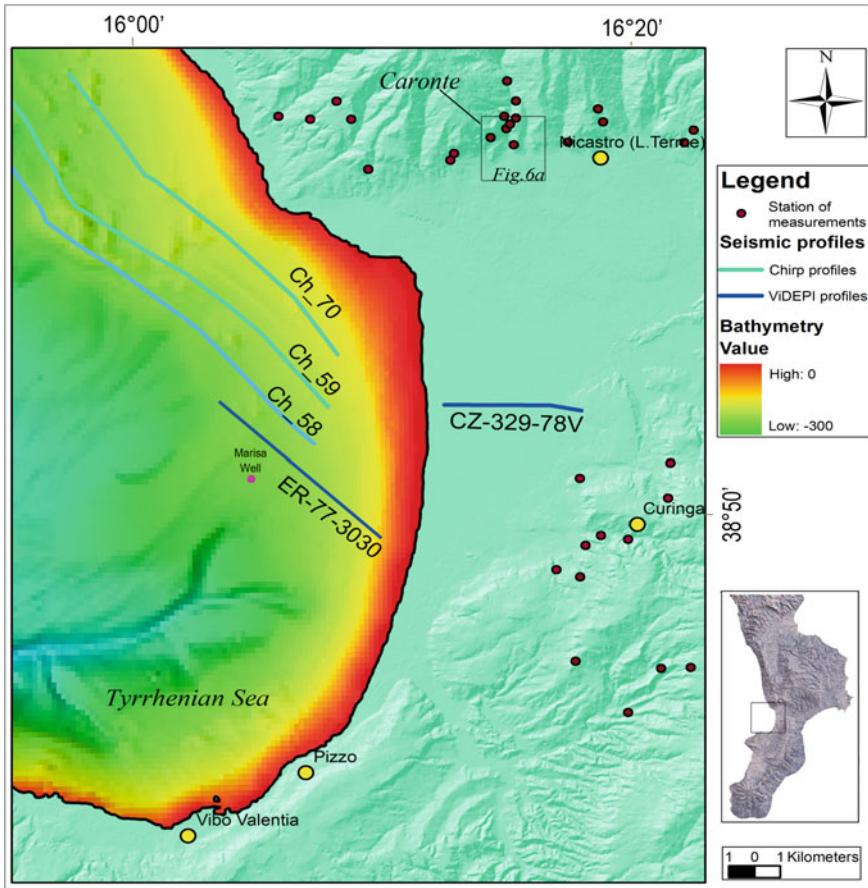 16°00'
16°20'
Caronte
Nicastro (L.Terme)
Fig.6a
N
Legend
Station of
measurements
Seismic profiles
Chirp profiles
ViDEPI profiles
Bathymetry
Value
High: 0
Low: -300
Ch_70
Ch_59
Ch_58
CZ-329-78V
Marisa
Well
ER-77-3030
Curinga
38°50'
Tyrrhenian Sea
Pizzo
Vibo Valentia
1 0 1 Kilometers